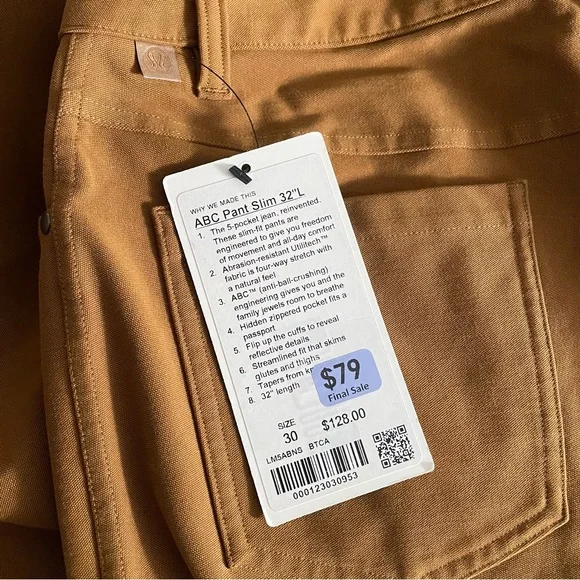 WHY WE MADE THIS
ABC Pant Slim 32"L
1. The 5-pocket jean, reinvented.
These slim-fit pants are
engineered to give you freedom
of movement and all-day comfort
2. Abrasion-resistant Utilitech™
fabric is four-way stretch with
a natural feel
3. ABC™ (anti-ball-crushing)
engineering gives you and the
family jewels room to breathe
4. Hidden zippered pocket fits a
passport
5. Flip up the cuffs to reveal
reflective details
6. Streamlined fit that skims
glutes and thighs
7. Tapers from
8. 32" length
$79
Final Sale
SIZE
30
$128.00
LM5ABNS BTCA
000123030953